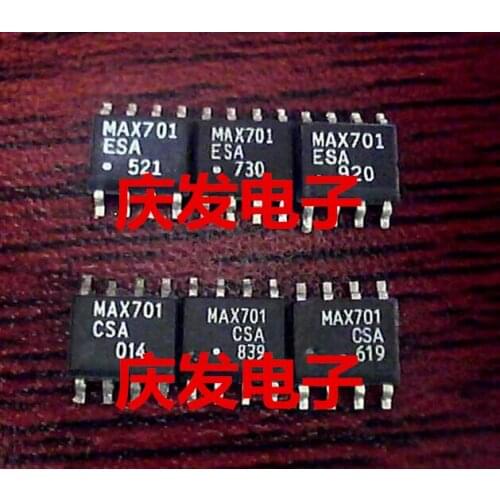 MAX701
ESA
521
MAX701
ESA
730
MAX701
ESA
920
庆发电子
MAX701
CSA
014
MAX701
CSA
839
MAX701
CSA
619
庆发电子